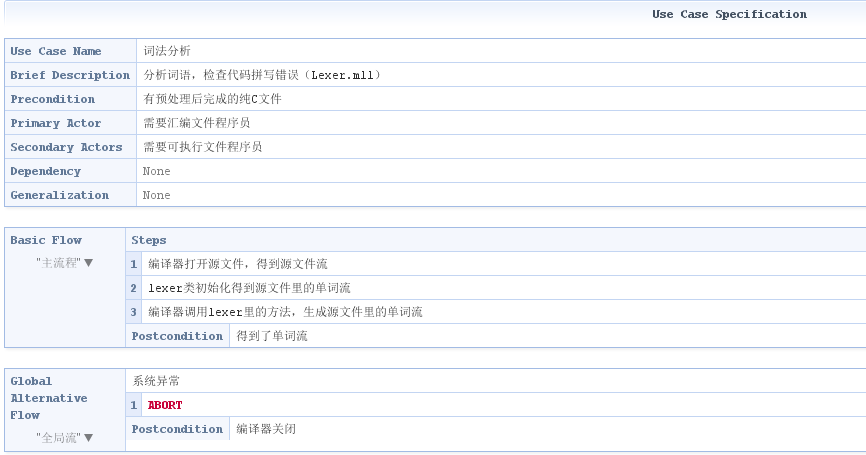 Use Case Specification
Use Case Name 词法分析
Brief Description 分析词语，检查代码拼写错误（Lexer.mll）
Precondition 有预处理后完成的纯C文件
Primary Actor 需要汇编文件程序员
Secondary Actors 需要可执行文件程序员
Dependency None
Generalization None
Basic Flow Steps
"主流程" ▼
1 编译器打开源文件，得到源文件流
2 lexer类初始化得到源文件里的单词流
3 编译器调用lexer里的方法，生成源文件里的单词流
Postcondition 得到了单词流
Global Alternative Flow
"全局流" ▼
系统异常
1 ABORT
Postcondition 编译器关闭